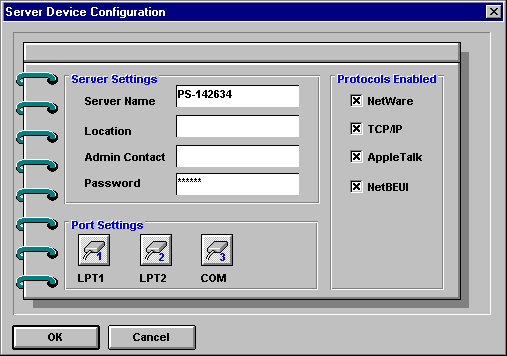 Server Device Configuration
Server Settings
Server Name PS-142634
Location
Admin Contact
Password ******
Port Settings
1 2 3
LPT1 LPT2 COM
Protocols Enabled
NetWare
TCP/IP
AppleTalk
NetBEUI
OK Cancel